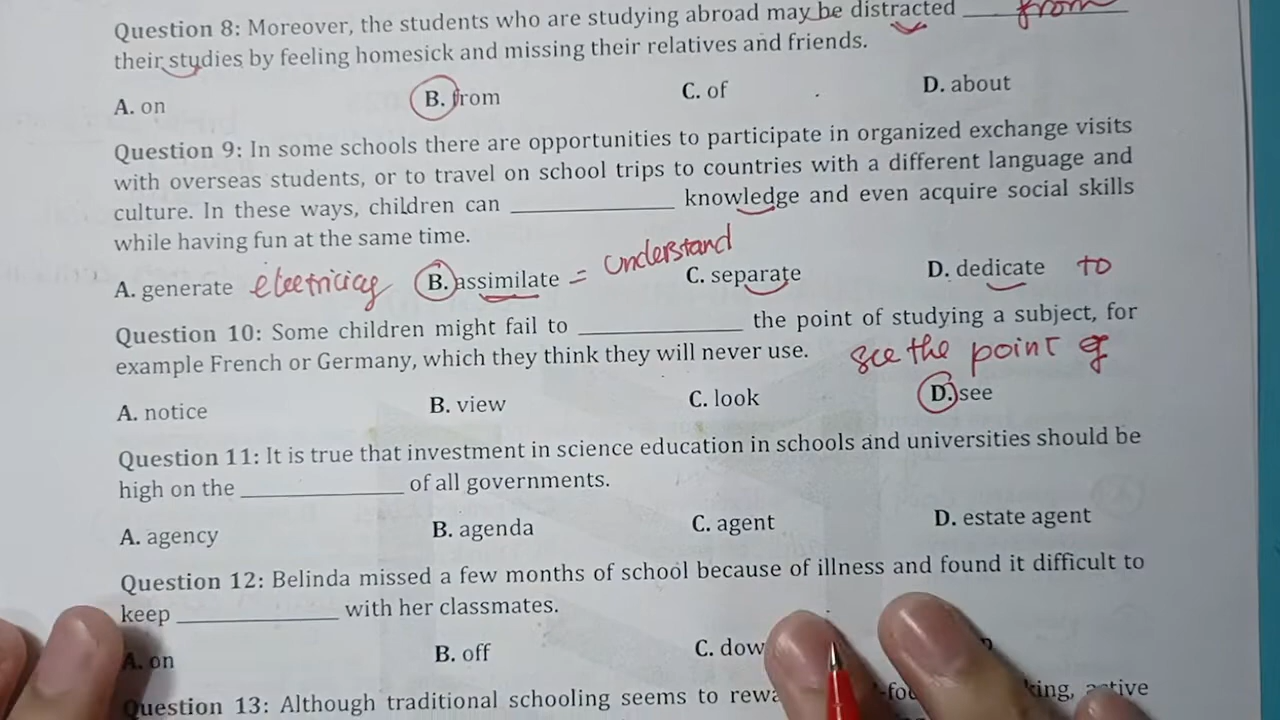 Question 8: Moreover, the students who are studying abroad may be distracted ______ from
their studies by feeling homesick and missing their relatives and friends.
A. on B. from C. of D. about
Question 9: In some schools there are opportunities to participate in organized exchange visits
with overseas students, or to travel on school trips to countries with a different language and
culture. In these ways, children can ______ knowledge and even acquire social skills
while having fun at the same time.
understand
A. generate B. assimilate = C. separate D. dedicate to
Question 10: Some children might fail to ______ the point of studying a subject, for
example French or Germany, which they think they will never use. see the point of
A. notice B. view C. look D. see
Question 11: It is true that investment in science education in schools and universities should be
high on the ______ of all governments.
A. agency B. agenda C. agent D. estate agent
Question 12: Belinda missed a few months of school because of illness and found it difficult to
keep ______ with her classmates.
A. on B. off C.
Question 13: Although traditional schooling seems to